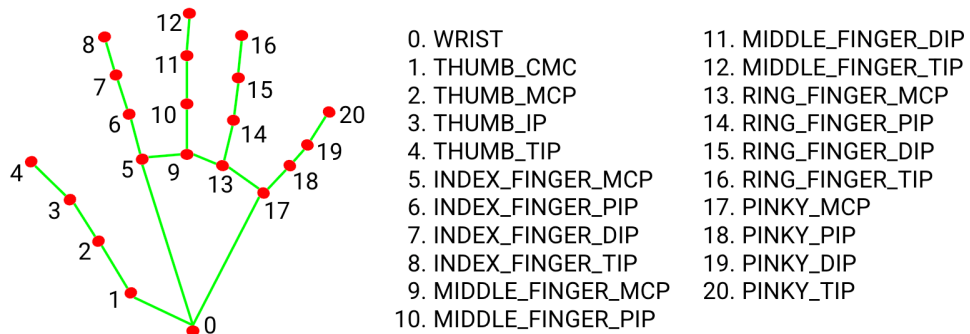 12
8
16
11
7
15
10
6
14
20
4
5
9
13
19
18
3
17
2
1
0
0. WRIST
1. THUMB_CMC
2. THUMB_MCP
3. THUMB_IP
4. THUMB_TIP
5. INDEX_FINGER_MCP
6. INDEX_FINGER_PIP
7. INDEX_FINGER_DIP
8. INDEX_FINGER_TIP
9. MIDDLE_FINGER_MCP
10. MIDDLE_FINGER_PIP
11. MIDDLE_FINGER_DIP
12. MIDDLE_FINGER_TIP
13. RING_FINGER_MCP
14. RING_FINGER_PIP
15. RING_FINGER_DIP
16. RING_FINGER_TIP
17. PINKY_MCP
18. PINKY_PIP
19. PINKY_DIP
20. PINKY_TIP